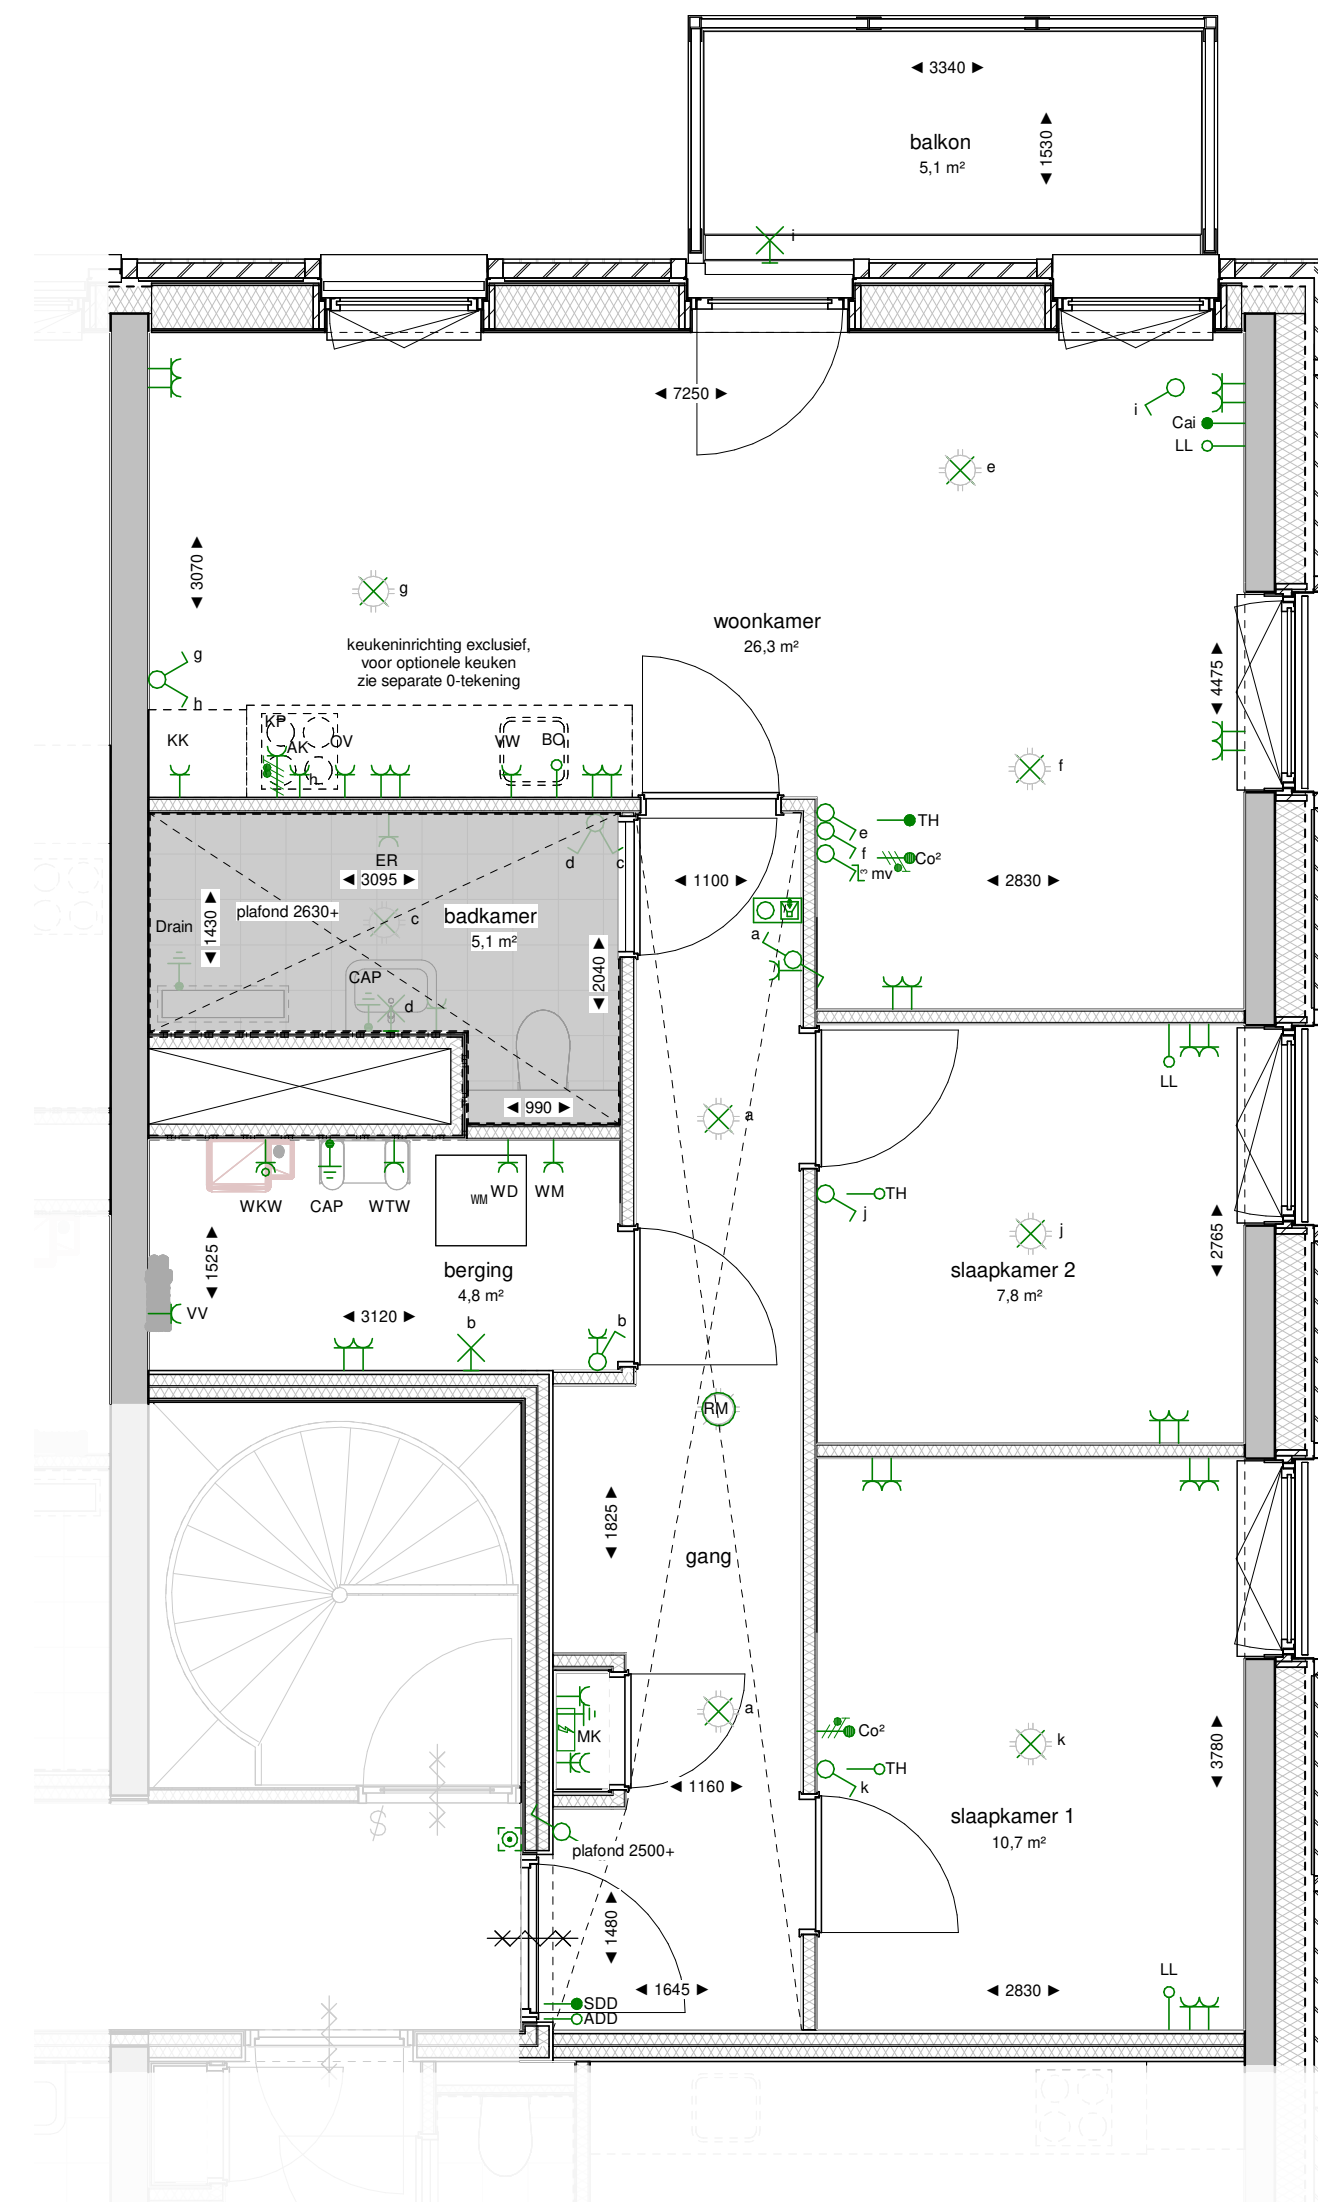 3340
1530
balkon
5,1 m²
i
7250
i
Cai
LL
e
3070
g
woonkamer
26,3 m²
keukeninrichting exclusief,
voor optionele keuken
zie separate 0-tekening
g
h
4475
KK
KP
AK
OV
h
VW
BO
f
e
f
3 mv
TH
Co²
2830
d
c
ER
3095
1100
1430
plafond 2630+
c
badkamer
5,1 m²
Drain
a
2040
CAP
d
LL
990
a
WKW
CAP
WTW
WM
WD
WM
TH
j
j
1525
berging
4,8 m²
slaapkamer 2
7,8 m²
2765
VV
3120
b
b
RM
1825
gang
MK
a
Co²
k
3780
TH
k
1160
slaapkamer 1
10,7 m²
plafond 2500+
1480
1645
2830
LL
SDD
ADD